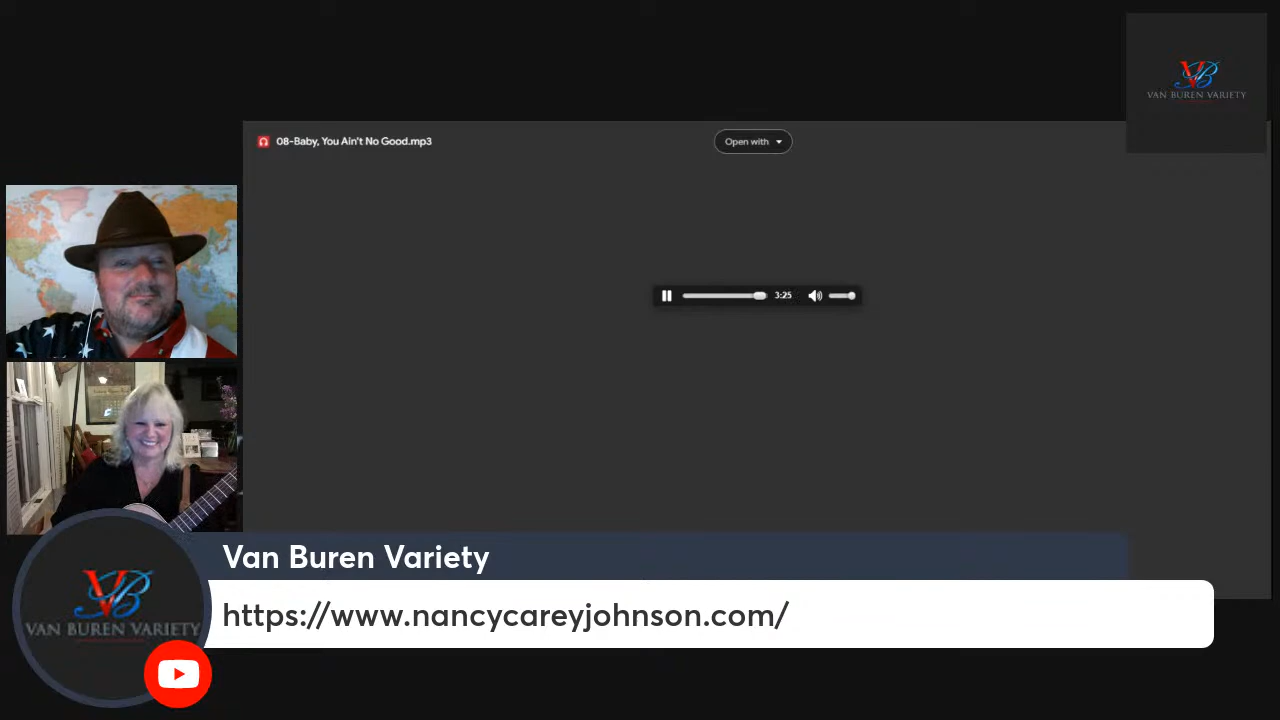 VB
VAN BUREN VARIETY
08-Baby, You Ain't No Good.mp3
Open with
3:25
Van Buren Variety
https://www.nancycareyjohnson.com/
VB
VAN BUREN VARIETY